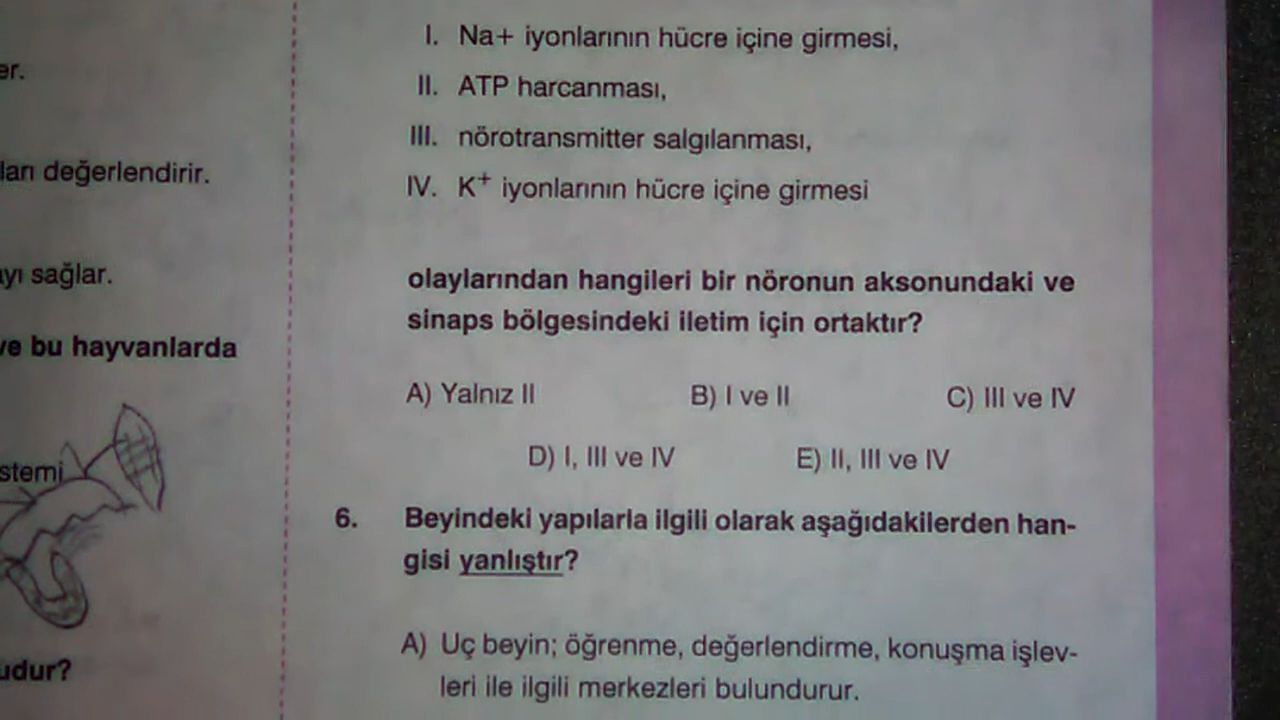 er.
ları değerlendirir.
ayı sağlar.
ve bu hayvanlarda
stemi
udur?
I. Na+ iyonlarının hücre içine girmesi,
II. ATP harcanması,
III. nörotransmitter salgılanması,
IV. K+ iyonlarının hücre içine girmesi
olaylarından hangileri bir nöronun aksonundaki ve
sinaps bölgesindeki iletim için ortaktır?
A) Yalnız II
B) I ve II
C) III ve IV
D) I, III ve IV
E) II, III ve IV
6. Beyindeki yapılarla ilgili olarak aşağıdakilerden han-
gisi yanlıştır?
A) Uç beyin; öğrenme, değerlendirme, konuşma işlev-
leri ile ilgili merkezleri bulundurur.